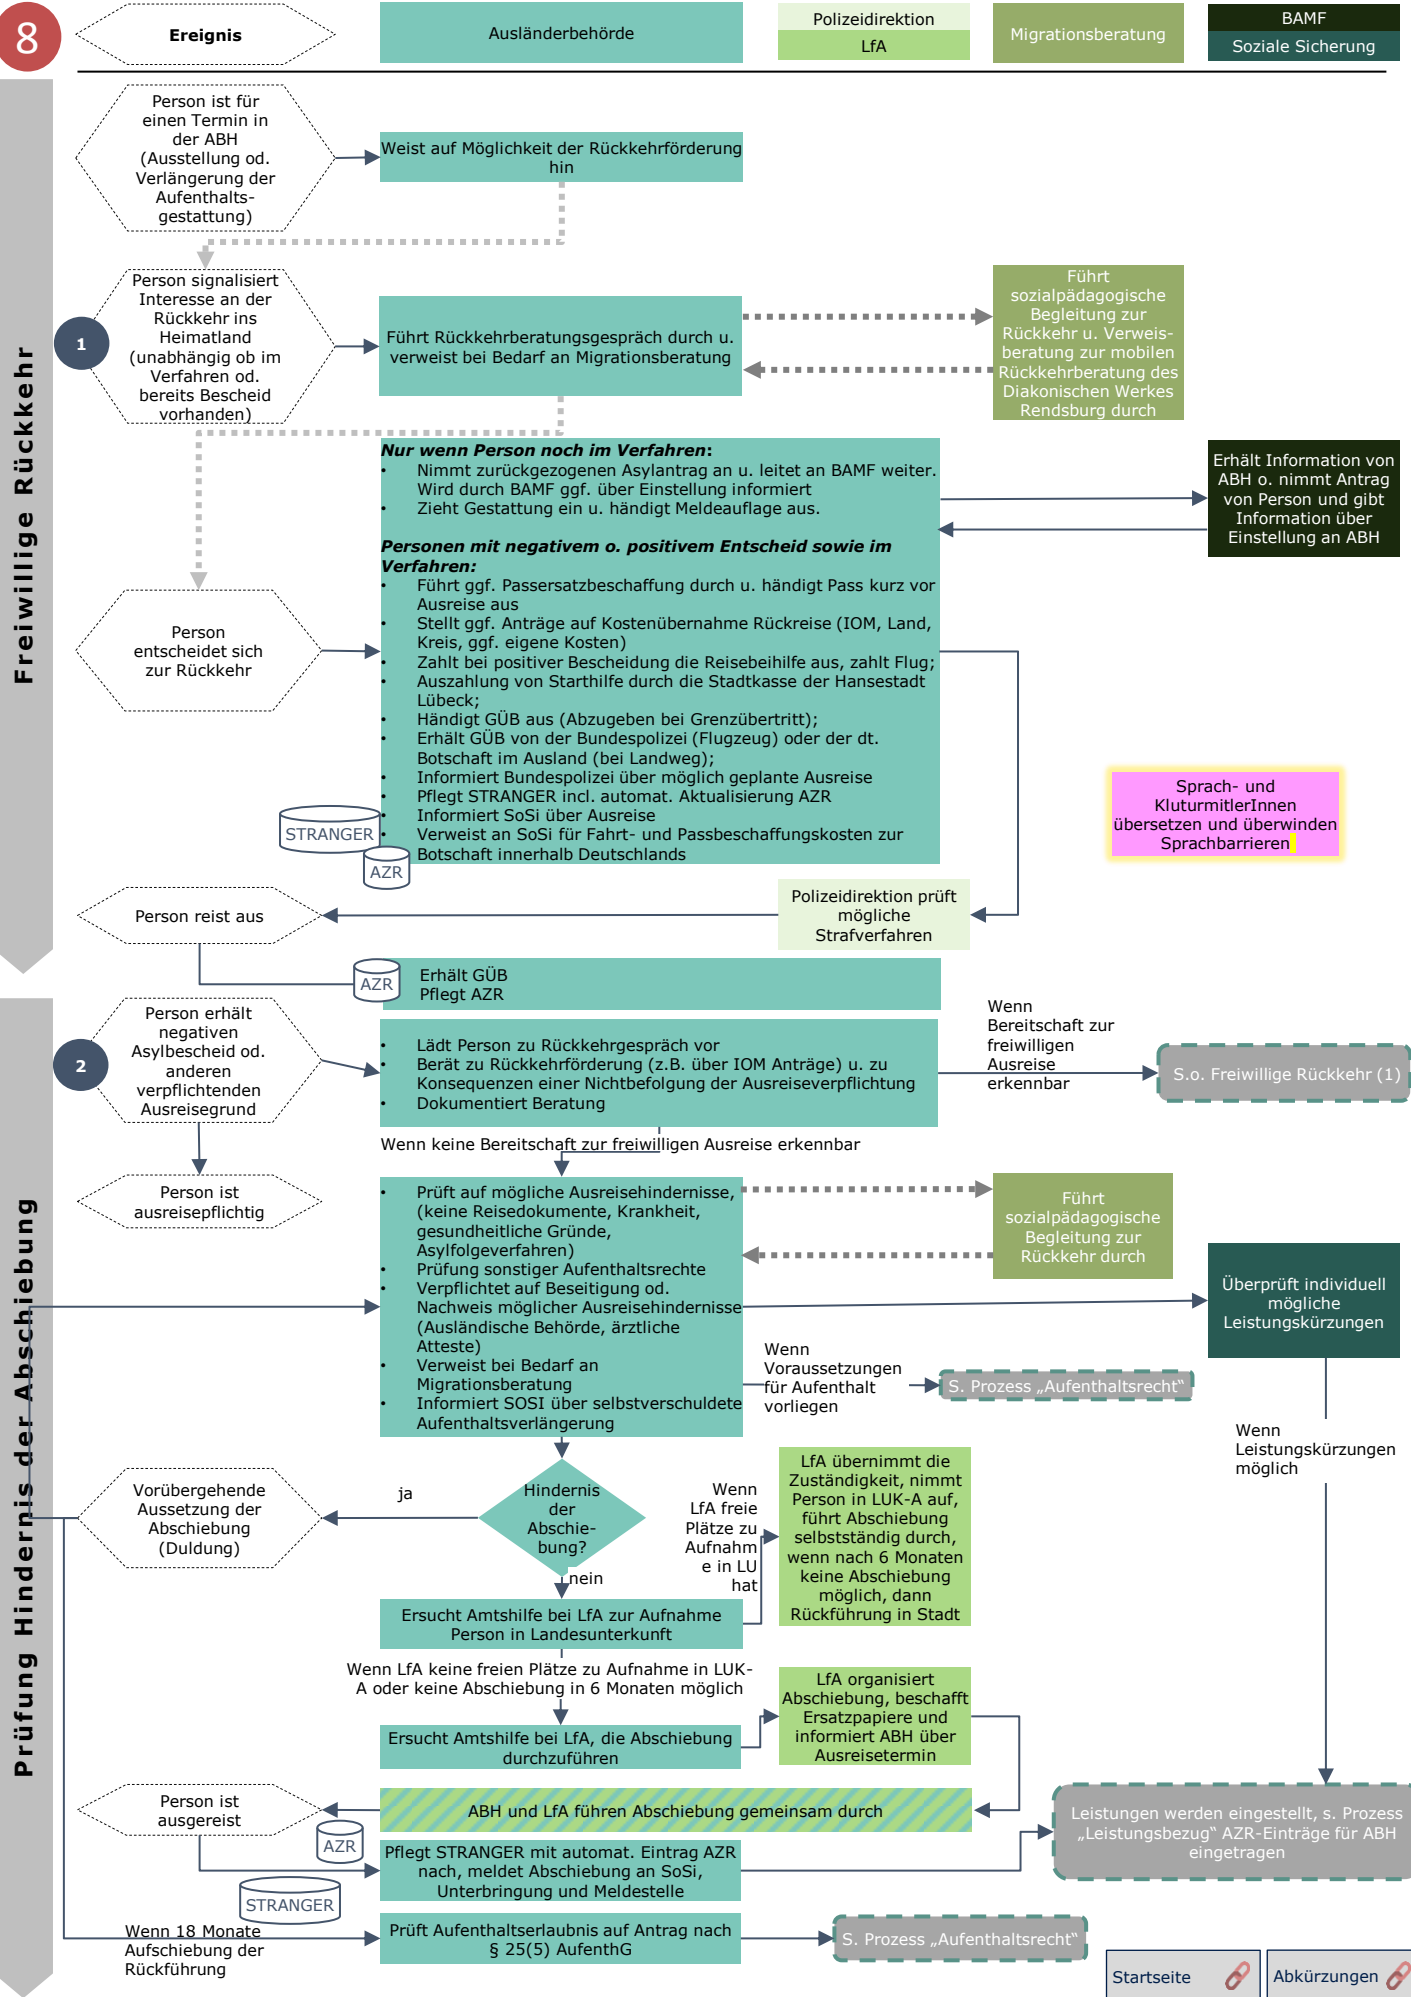 8
Ereignis
Ausländerbehörde
Polizeidirektion
LfA
Migrationsberatung
BAMF
Soziale Sicherung
Freiwillige Rückkehr
Person ist für
einen Termin in
der ABH
(Ausstellung od.
Verlängerung der
Aufenthalts-
gestattung)
Weist auf Möglichkeit der Rückkehrförderung
hin
1
Person signalisiert
Interesse an der
Rückkehr ins
Heimatland
(unabhängig ob im
Verfahren od.
bereits Bescheid
vorhanden)
Führt Rückkehrberatungsgespräch durch u.
verweist bei Bedarf an Migrationsberatung
Führt
sozialpädagogische
Begleitung zur
Rückkehr u. Verweis-
beratung zur mobilen
Rückkehrberatung des
Diakonischen Werkes
Rendsburg durch
Person
entscheidet sich
zur Rückkehr
Nur wenn Person noch im Verfahren:
• Nimmt zurückgezogenen Asylantrag an u. leitet an BAMF weiter.
Wird durch BAMF ggf. über Einstellung informiert
• Zieht Gestattung ein u. händigt Meldeauflage aus.
Personen mit negativem o. positivem Entscheid sowie im
Verfahren:
• Führt ggf. Passersatzbeschaffung durch u. händigt Pass kurz vor
Ausreise aus
• Stellt ggf. Anträge auf Kostenübernahme Rückreise (IOM, Land,
Kreis, ggf. eigene Kosten)
• Zahlt bei positiver Bescheidung die Reisebeihilfe aus, zahlt Flug;
• Auszahlung von Starthilfe durch die Stadtkasse der Hansestadt
Lübeck;
• Händigt GÜB aus (Abzugeben bei Grenzübertritt);
• Erhält GÜB von der Bundespolizei (Flugzeug) oder der dt.
Botschaft im Ausland (bei Landweg);
• Informiert Bundespolizei über möglich geplante Ausreise
• Pflegt STRANGER incl. automat. Aktualisierung AZR
• Informiert SoSi über Ausreise
• Verweist an SoSi für Fahrt- und Passbeschaffungskosten zur
Botschaft innerhalb Deutschlands
STRANGER
AZR
Erhält Information von
ABH o. nimmt Antrag
von Person und gibt
Information über
Einstellung an ABH
Sprach- und
KluturmitlerInnen
übersetzen und überwinden
Sprachbarrieren
Person reist aus
Polizeidirektion prüft
mögliche
Strafverfahren
AZR
Erhält GÜB
Pflegt AZR
Prüfung Hindernis der Abschiebung
2
Person erhält
negativen
Asylbescheid od.
anderen
verpflichtenden
Ausreisegrund
• Lädt Person zu Rückkehrgespräch vor
• Berät zu Rückkehrförderung (z.B. über IOM Anträge) u. zu
Konsequenzen einer Nichtbefolgung der Ausreiseverpflichtung
• Dokumentiert Beratung
Wenn
Bereitschaft zur
freiwilligen
Ausreise
erkennbar
S.o. Freiwillige Rückkehr (1)
Wenn keine Bereitschaft zur freiwilligen Ausreise erkennbar
Person ist
ausreisepflichtig
• Prüft auf mögliche Ausreisehindernisse,
(keine Reisedokumente, Krankheit,
gesundheitliche Gründe,
Asylfolgeverfahren)
• Prüfung sonstiger Aufenthaltsrechte
• Verpflichtet auf Beseitigung od.
Nachweis möglicher Ausreisehindernisse
(Ausländische Behörde, ärztliche
Atteste)
• Verweist bei Bedarf an
Migrationsberatung
• Informiert SOSI über selbstverschuldete
Aufenthaltsverlängerung
Führt
sozialpädagogische
Begleitung zur
Rückkehr durch
Überprüft individuell
mögliche
Leistungskürzungen
Wenn
Voraussetzungen
für Aufenthalt
vorliegen
S. Prozess „Aufenthaltsrecht“
Wenn
Leistungskürzungen
möglich
Vorübergehende
Aussetzung der
Abschiebung
(Duldung)
ja
Hindernis
der
Abschie-
bung?
nein
Wenn
LfA freie
Plätze zu
Aufnahm
e in LU
hat
LfA übernimmt die
Zuständigkeit, nimmt
Person in LUK-A auf,
führt Abschiebung
selbstständig durch,
wenn nach 6 Monaten
keine Abschiebung
möglich, dann
Rückführung in Stadt
Ersucht Amtshilfe bei LfA zur Aufnahme
Person in Landesunterkunft
Wenn LfA keine freien Plätze zu Aufnahme in LUK-
A oder keine Abschiebung in 6 Monaten möglich
Ersucht Amtshilfe bei LfA, die Abschiebung
durchzuführen
LfA organisiert
Abschiebung, beschafft
Ersatzpapiere und
informiert ABH über
Ausreisetermin
Person ist
ausgereist
ABH und LfA führen Abschiebung gemeinsam durch
Leistungen werden eingestellt, s. Prozess
„Leistungsbezug“ AZR-Einträge für ABH
eingetragen
AZR
STRANGER
Pflegt STRANGER mit automat. Eintrag AZR
nach, meldet Abschiebung an SoSi,
Unterbringung und Meldestelle
Wenn 18 Monate
Aufschiebung der
Rückführung
Prüft Aufenthaltserlaubnis auf Antrag nach
§ 25(5) AufenthG
S. Prozess „Aufenthaltsrecht“
Startseite
Abkürzungen